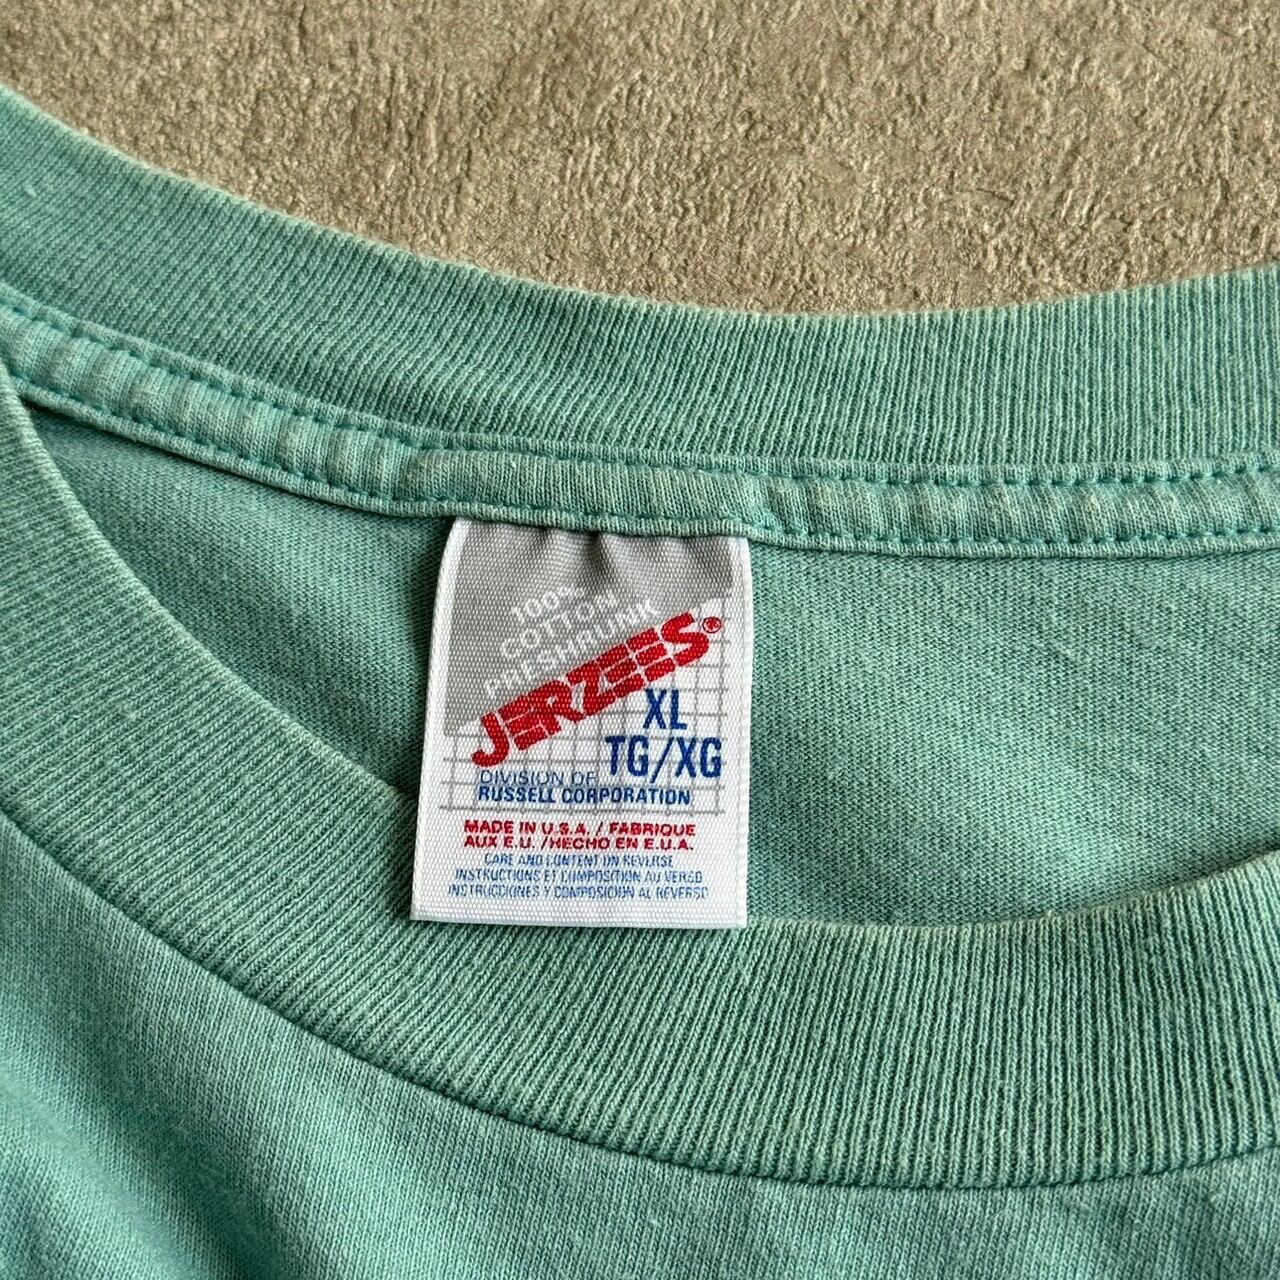 100%
COTTON
PRESHRUNK
JERZEES®
XL
TG/XG
DIVISION OF
RUSSELL CORPORATION
MADE IN U.S.A. / FABRIQUE
AUX E.U. /HECHO EN E.U.A.
CARE AND CONTENT ON REVERSE
INSTRUCTIONS ET COMPOSITION AU VERSO
INSTRUCCIONES Y COMPOSICION AL REVERSO